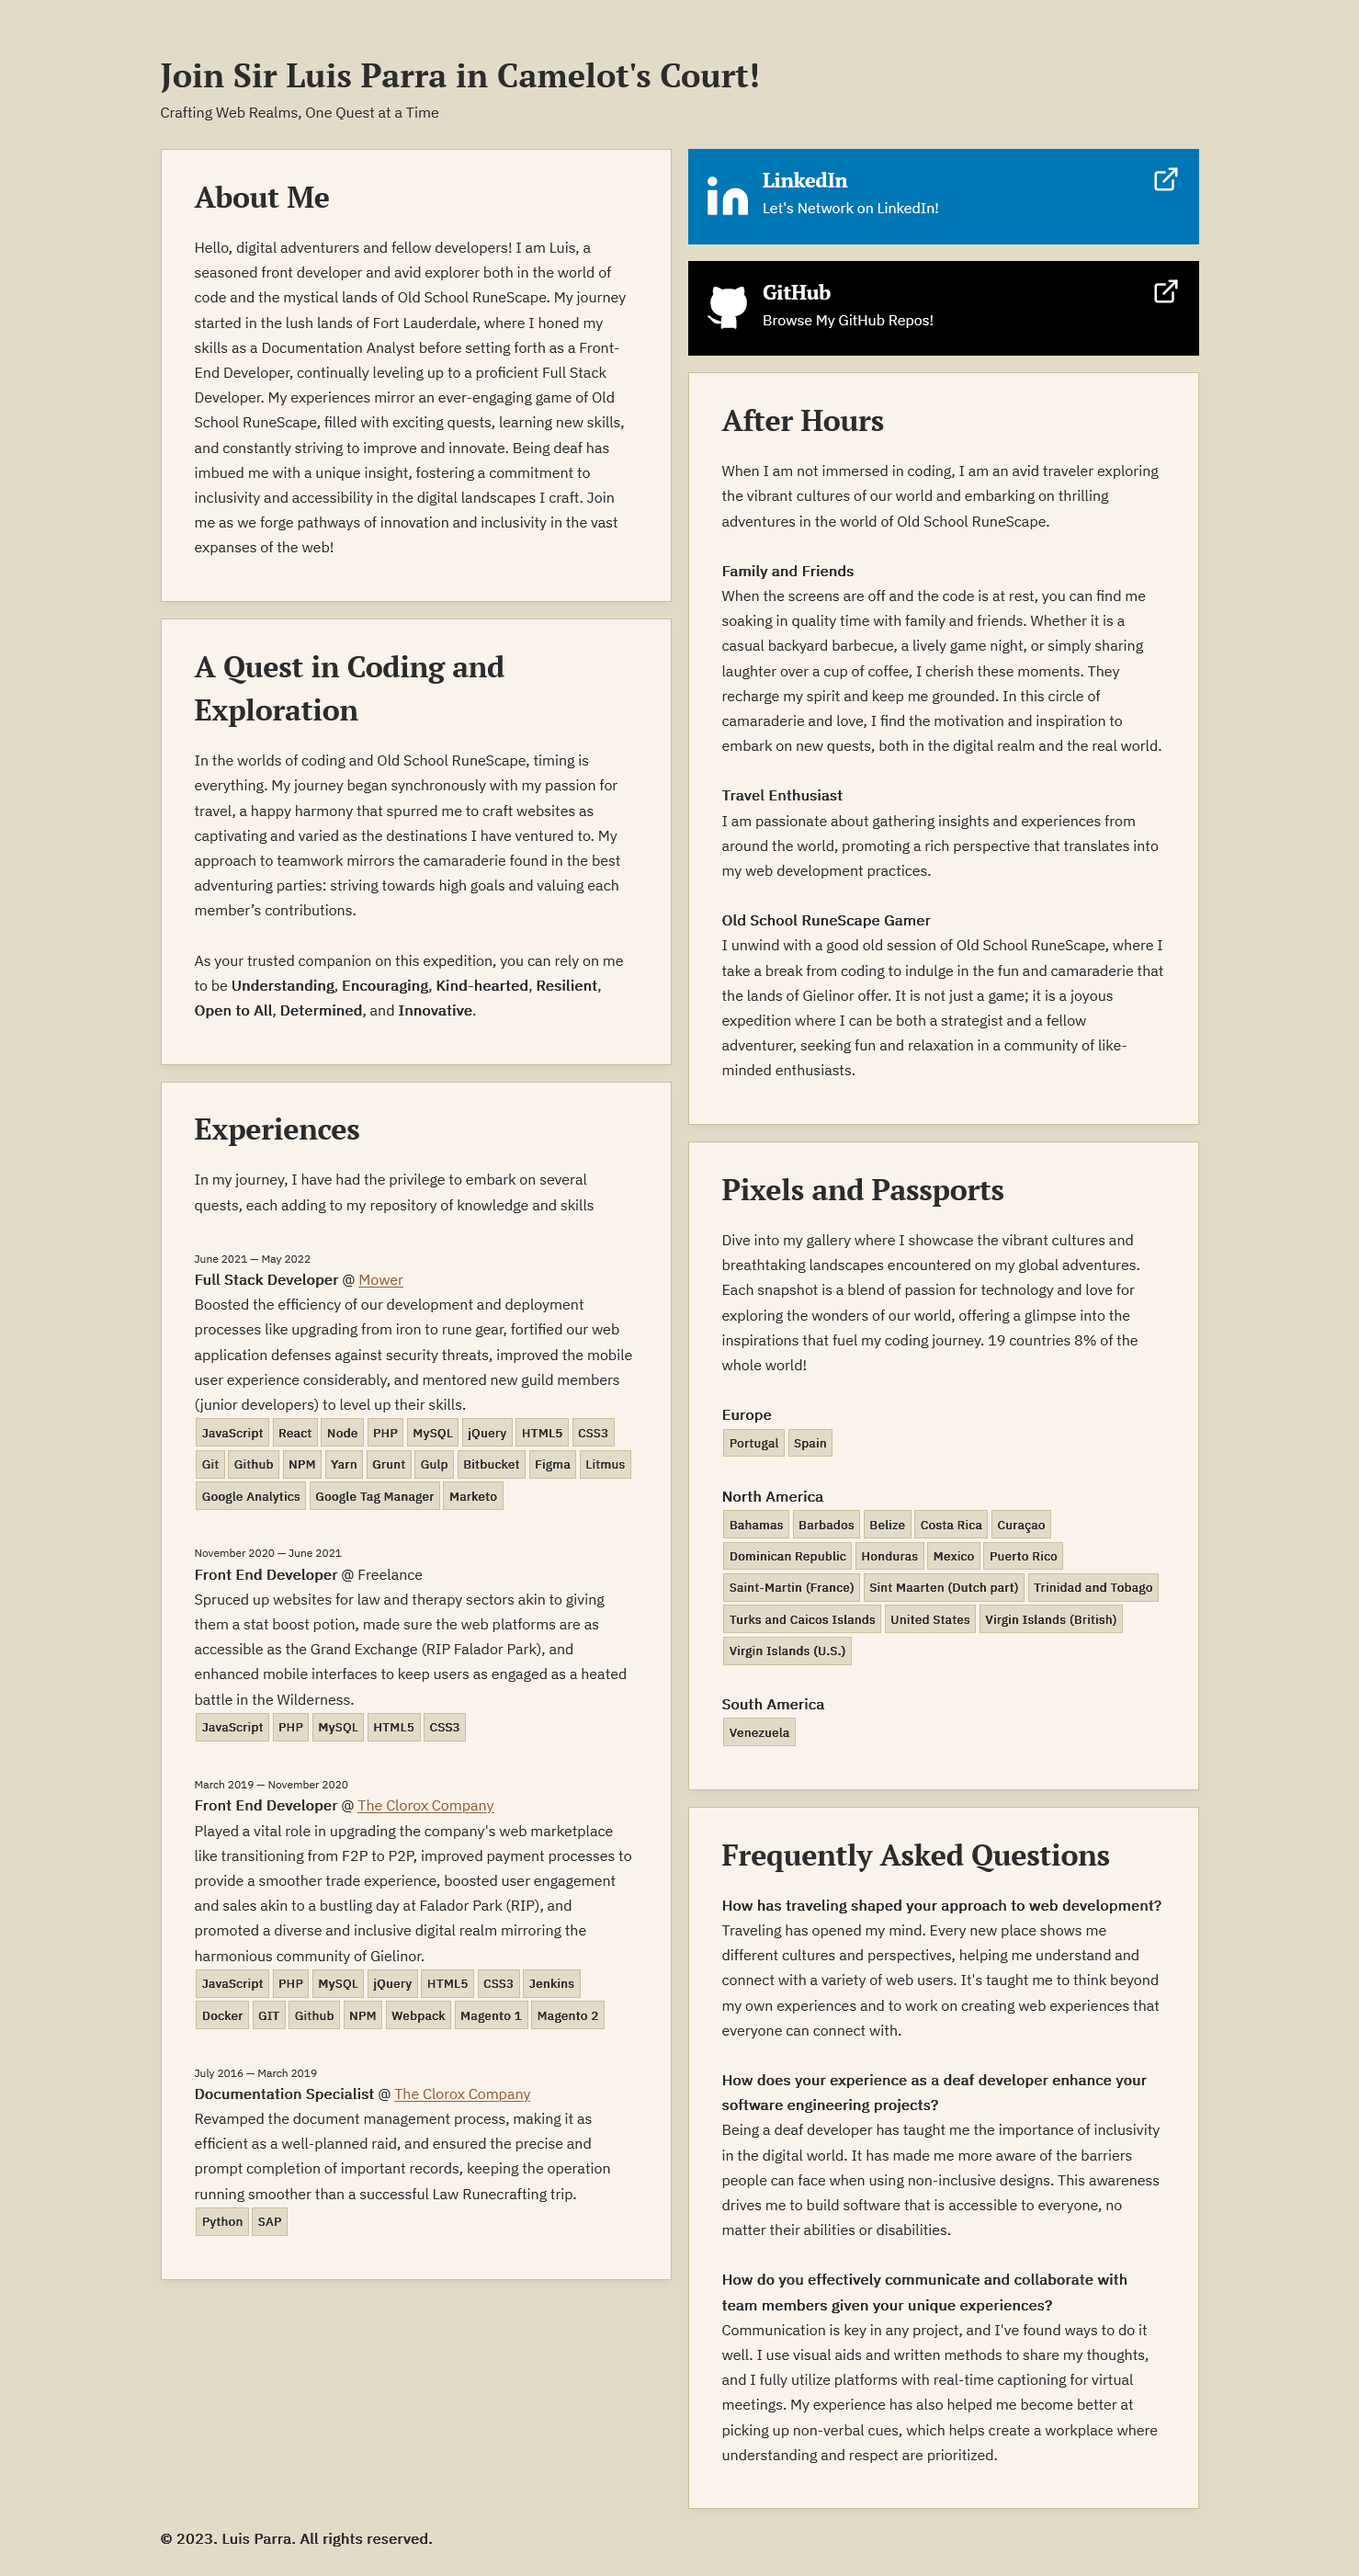 Join Sir Luis Parra in Camelot's Court!
Crafting Web Realms, One Quest at a Time
About Me
Hello, digital adventurers and fellow developers! I am Luis, a
seasoned front developer and avid explorer both in the world of
code and the mystical lands of Old School RuneScape. My journey
started in the lush lands of Fort Lauderdale, where I honed my
skills as a Documentation Analyst before setting forth as a Front-
End Developer, continually leveling up to a proficient Full Stack
Developer. My experiences mirror an ever-engaging game of Old
School RuneScape, filled with exciting quests, learning new skills,
and constantly striving to improve and innovate. Being deaf has
imbued me with a unique insight, fostering a commitment to
inclusivity and accessibility in the digital landscapes I craft. Join
me as we forge pathways of innovation and inclusivity in the vast
expanses of the web!
A Quest in Coding and
Exploration
In the worlds of coding and Old School RuneScape, timing is
everything. My journey began synchronously with my passion for
travel, a happy harmony that spurred me to craft websites as
captivating and varied as the destinations I have ventured to. My
approach to teamwork mirrors the camaraderie found in the best
adventuring parties: striving towards high goals and valuing each
member’s contributions.
As your trusted companion on this expedition, you can rely on me
to be Understanding, Encouraging, Kind-hearted, Resilient,
Open to All, Determined, and Innovative.
Experiences
In my journey, I have had the privilege to embark on several
quests, each adding to my repository of knowledge and skills
June 2021 — May 2022
Full Stack Developer @ Mower
Boosted the efficiency of our development and deployment
processes like upgrading from iron to rune gear, fortified our web
application defenses against security threats, improved the mobile
user experience considerably, and mentored new guild members
(junior developers) to level up their skills.
JavaScript React Node PHP MySQL jQuery HTML5 CSS3
Git Github NPM Yarn Grunt Gulp Bitbucket Figma Litmus
Google Analytics Google Tag Manager Marketo
November 2020 — June 2021
Front End Developer @ Freelance
Spruced up websites for law and therapy sectors akin to giving
them a stat boost potion, made sure the web platforms are as
accessible as the Grand Exchange (RIP Falador Park), and
enhanced mobile interfaces to keep users as engaged as a heated
battle in the Wilderness.
JavaScript PHP MySQL HTML5 CSS3
March 2019 — November 2020
Front End Developer @ The Clorox Company
Played a vital role in upgrading the company's web marketplace
like transitioning from F2P to P2P, improved payment processes to
provide a smoother trade experience, boosted user engagement
and sales akin to a bustling day at Falador Park (RIP), and
promoted a diverse and inclusive digital realm mirroring the
harmonious community of Gielinor.
JavaScript PHP MySQL jQuery HTML5 CSS3 Jenkins
Docker GIT Github NPM Webpack Magento 1 Magento 2
July 2016 — March 2019
Documentation Specialist @ The Clorox Company
Revamped the document management process, making it as
efficient as a well-planned raid, and ensured the precise and
prompt completion of important records, keeping the operation
running smoother than a successful Law Runecrafting trip.
Python SAP
LinkedIn
Let's Network on LinkedIn!
GitHub
Browse My GitHub Repos!
After Hours
When I am not immersed in coding, I am an avid traveler exploring
the vibrant cultures of our world and embarking on thrilling
adventures in the world of Old School RuneScape.
Family and Friends
When the screens are off and the code is at rest, you can find me
soaking in quality time with family and friends. Whether it is a
casual backyard barbecue, a lively game night, or simply sharing
laughter over a cup of coffee, I cherish these moments. They
recharge my spirit and keep me grounded. In this circle of
camaraderie and love, I find the motivation and inspiration to
embark on new quests, both in the digital realm and the real world.
Travel Enthusiast
I am passionate about gathering insights and experiences from
around the world, promoting a rich perspective that translates into
my web development practices.
Old School RuneScape Gamer
I unwind with a good old session of Old School RuneScape, where I
take a break from coding to indulge in the fun and camaraderie that
the lands of Gielinor offer. It is not just a game; it is a joyous
expedition where I can be both a strategist and a fellow
adventurer, seeking fun and relaxation in a community of like-
minded enthusiasts.
Pixels and Passports
Dive into my gallery where I showcase the vibrant cultures and
breathtaking landscapes encountered on my global adventures.
Each snapshot is a blend of passion for technology and love for
exploring the wonders of our world, offering a glimpse into the
inspirations that fuel my coding journey. 19 countries 8% of the
whole world!
Europe
Portugal Spain
North America
Bahamas Barbados Belize Costa Rica Curaçao
Dominican Republic Honduras Mexico Puerto Rico
Saint-Martin (France) Sint Maarten (Dutch part) Trinidad and Tobago
Turks and Caicos Islands United States Virgin Islands (British)
Virgin Islands (U.S.)
South America
Venezuela
Frequently Asked Questions
How has traveling shaped your approach to web development?
Traveling has opened my mind. Every new place shows me
different cultures and perspectives, helping me understand and
connect with a variety of web users. It's taught me to think beyond
my own experiences and to work on creating web experiences that
everyone can connect with.
How does your experience as a deaf developer enhance your
software engineering projects?
Being a deaf developer has taught me the importance of inclusivity
in the digital world. It has made me more aware of the barriers
people can face when using non-inclusive designs. This awareness
drives me to build software that is accessible to everyone, no
matter their abilities or disabilities.
How do you effectively communicate and collaborate with
team members given your unique experiences?
Communication is key in any project, and I've found ways to do it
well. I use visual aids and written methods to share my thoughts,
and I fully utilize platforms with real-time captioning for virtual
meetings. My experience has also helped me become better at
picking up non-verbal cues, which helps create a workplace where
understanding and respect are prioritized.
© 2023. Luis Parra. All rights reserved.